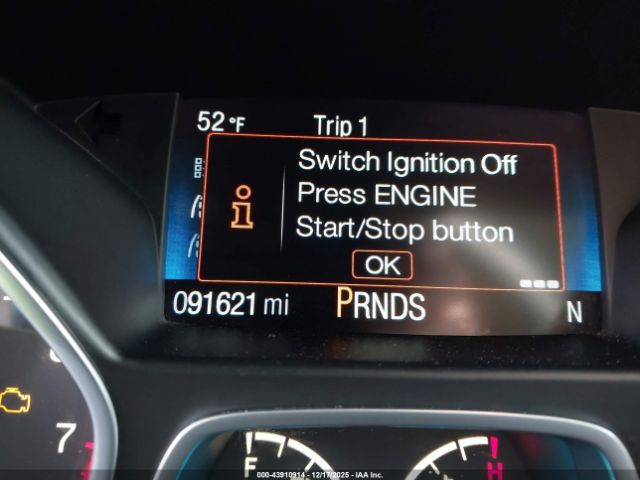 52°F Trip 1
Switch Ignition Off
Press ENGINE
Start/Stop button
OK
091621 mi PRNDS N
7
F H
000-43910914 - 12/17/2025 - IAA Inc.